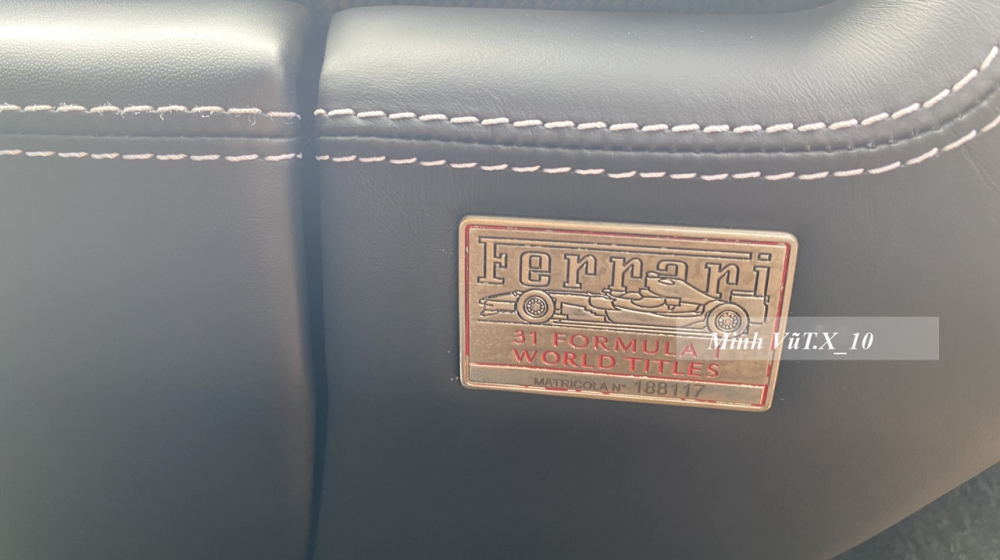 Ferrari
31 FORMULA 1
WORLD TITLES
MATRICOLA N° 188117
Minh VũT.X_10